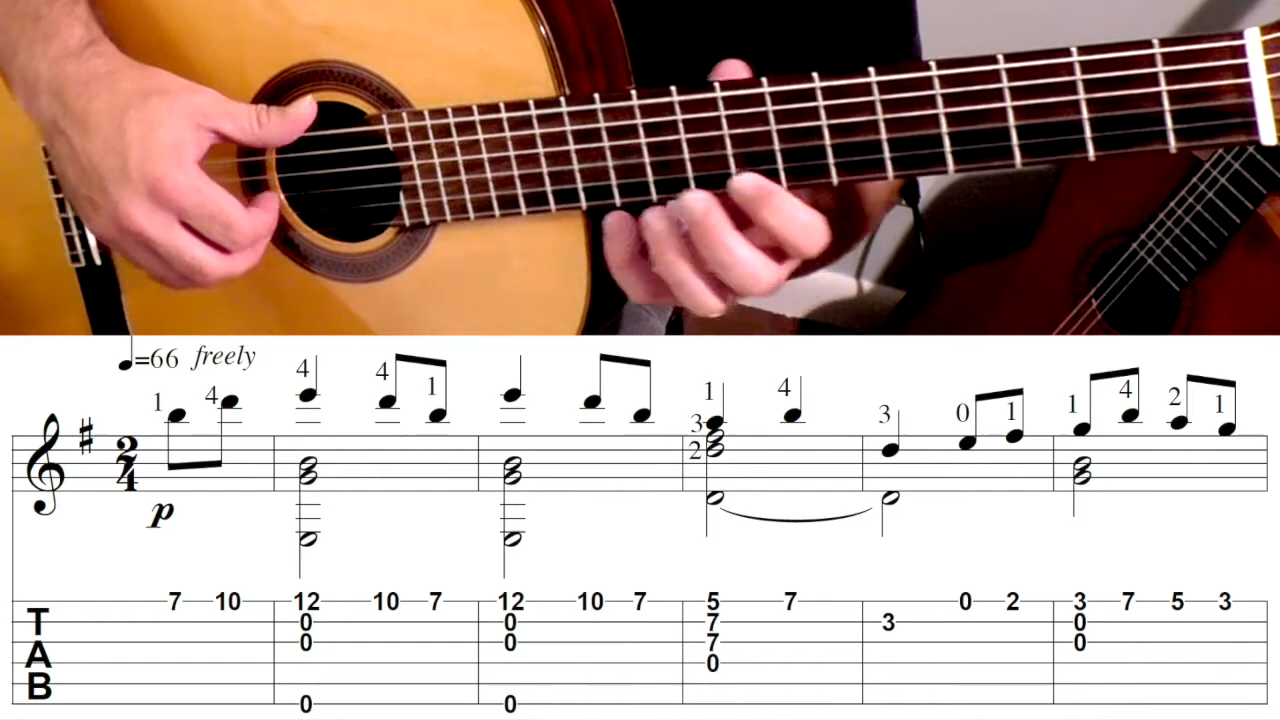 =66 freely
1 4 4 4 1 1 4 3 0 1 1 4 2 1
3
2
2
4
p
7 10 12 10 7 12 10 7 5 7 0 2 3 7 5 3
T 0 0 7 3 0
A 0 0 7 0
B 0
0 0